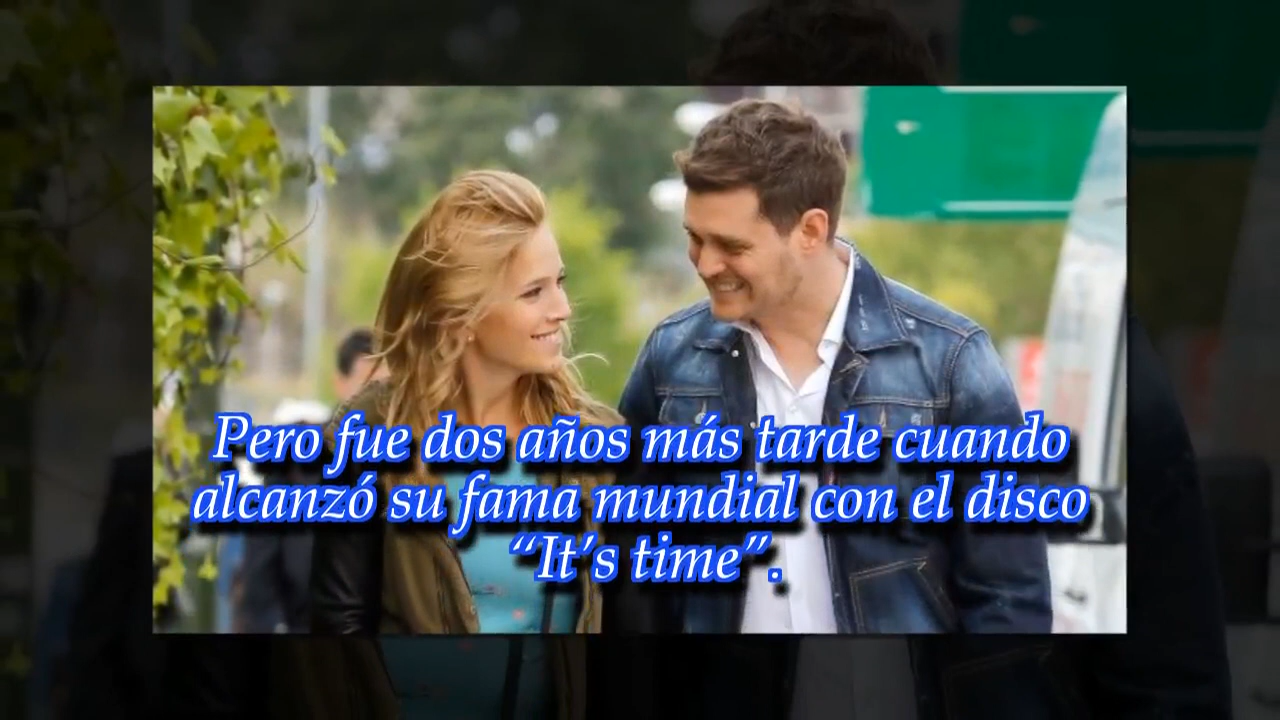 Pero fue dos años más tarde cuando
alcanzó su fama mundial con el disco
“It’s time”.